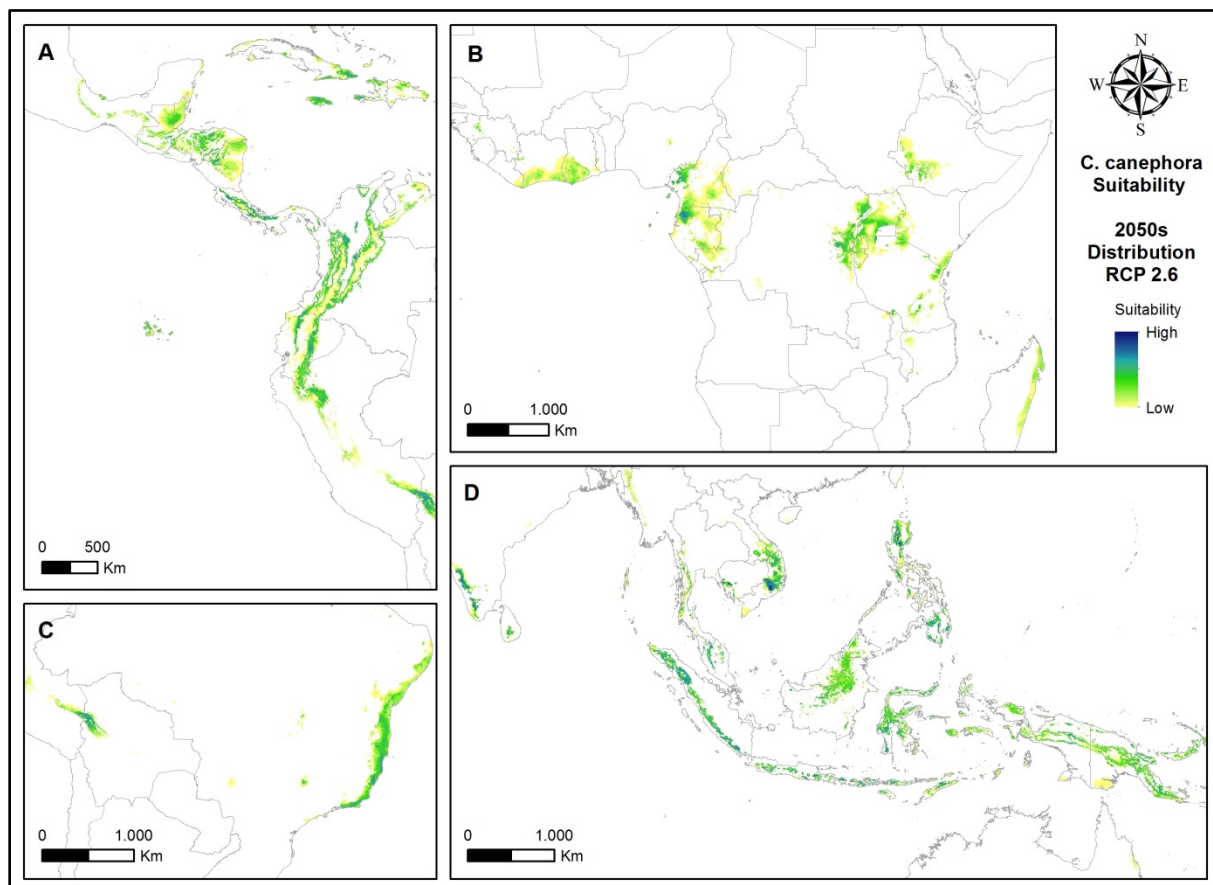 A
0 500
Km
B
0 1.000
Km
N
W E
S
C. canephora
Suitability
2050s
Distribution
RCP 2.6
Suitability
High
Low
C
0 1.000
Km
D
0 1.000
Km